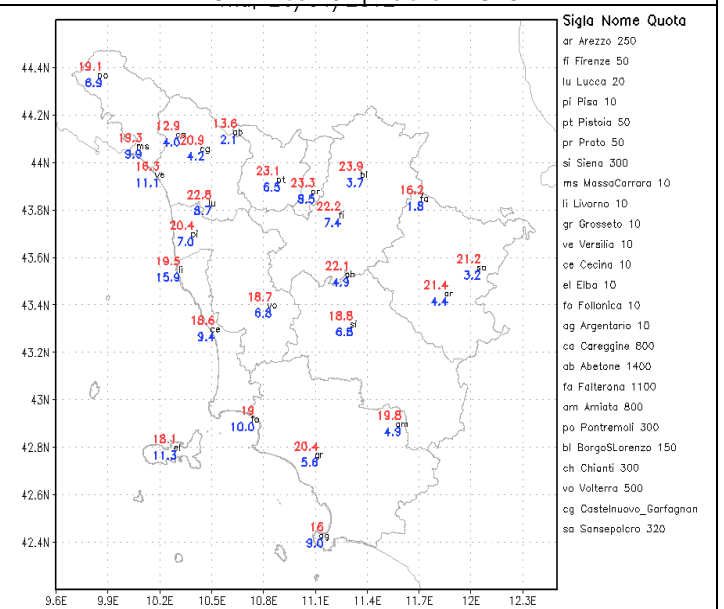 Sigla Nome Quota
ar Arezzo 250
fi Firenze 50
lu Lucca 20
pi Pisa 10
pt Pistoia 50
pr Prato 50
si Siena 300
ms MassaCarrara 10
li Livorno 10
gr Grosseto 10
ve Versilia 10
ce Cecina 10
el Elba 10
fo Follonica 10
ag Argentario 10
ca Careggine 800
ab Abetone 1400
fa Falterona 1100
am Amiata 800
po Pontremoli 300
bl BorgoSLorenzo 150
ch Chianti 300
vo Volterra 500
cg Castelnuovo_Garfagnan
sa Sansepolcro 320
44.4N
44.2N
44N
43.8N
43.6N
43.4N
43.2N
43N
42.8N
42.6N
42.4N
19.1
po
6.9
19.3
ms
9.9
12.9
ca
4.0
20.9
cg
4.2
13.6
ab
2.1
16.3
ve
11.1
23.1
pt
6.5
23.3
pr
8.5
23.9
bl
3.7
16.2
fa
1.8
22.8
lu
8.7
22.2
fi
7.4
20.4
pi
7.0
19.5
li
15.9
22.1
ch
4.9
21.2
sa
3.2
21.4
ar
4.4
18.7
vo
6.8
18.8
si
18.6
ce
9.4
19
fo
10.0
19.8
am
4.9
18.1
el
11.3
20.4
gr
5.6
16
ag
9.0
9.6E 9.9E 10.2E 10.5E 10.8E 11.1E 11.4E 11.7E 12E 12.3E